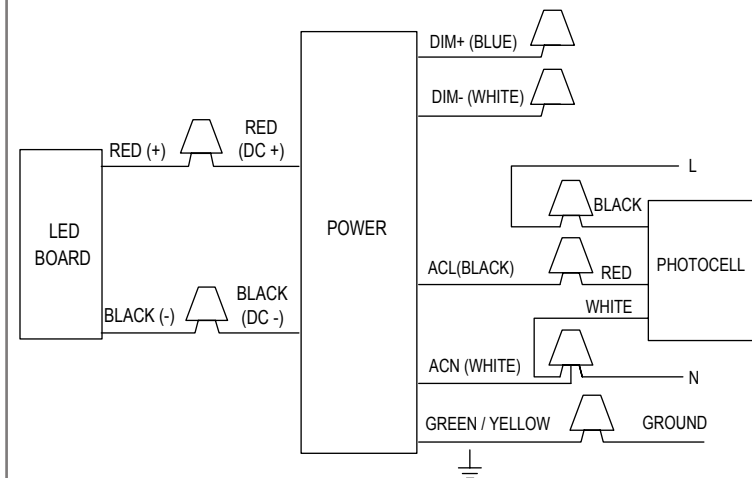 DIM+ (BLUE)
DIM- (WHITE)
RED (+)
RED
(DC +)
L
BLACK
LED
BOARD
POWER
PHOTOCELL
ACL(BLACK)
RED
WHITE
BLACK (-)
BLACK
(DC -)
ACN (WHITE)
N
GREEN / YELLOW
GROUND